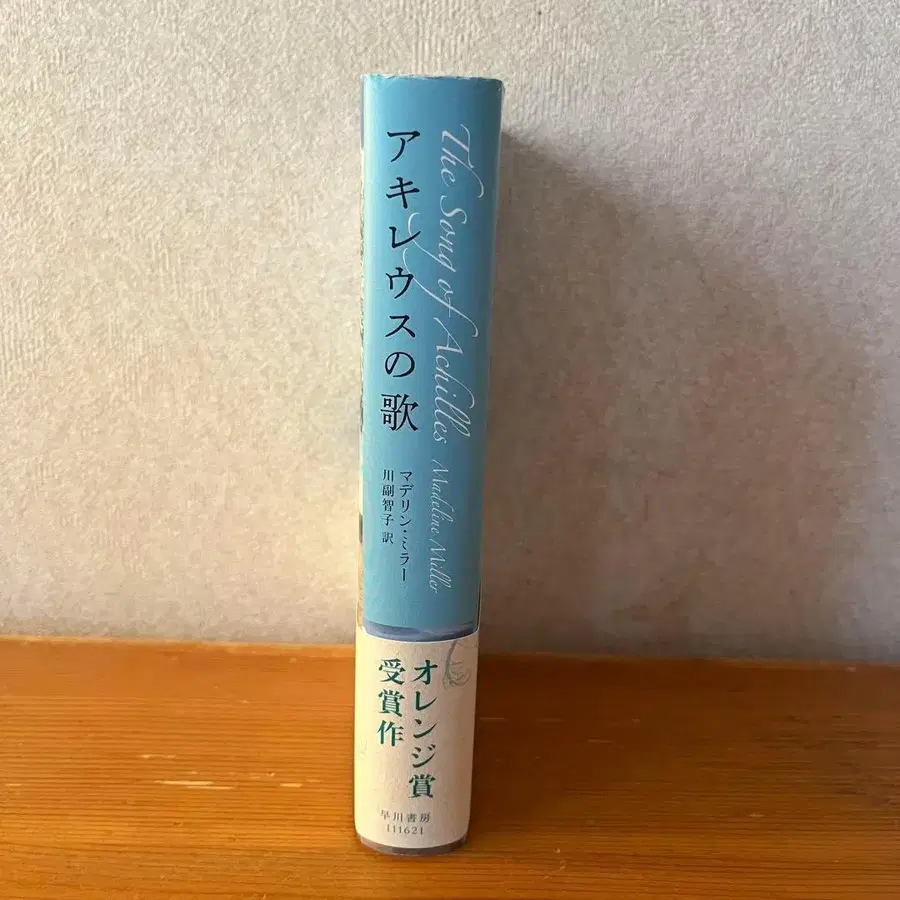 The Song of Achilles Madeline Miller
アキレウスの歌
マデリン・ミラー
川副智子 訳
オレンジ賞
受賞作
早川書房
111621